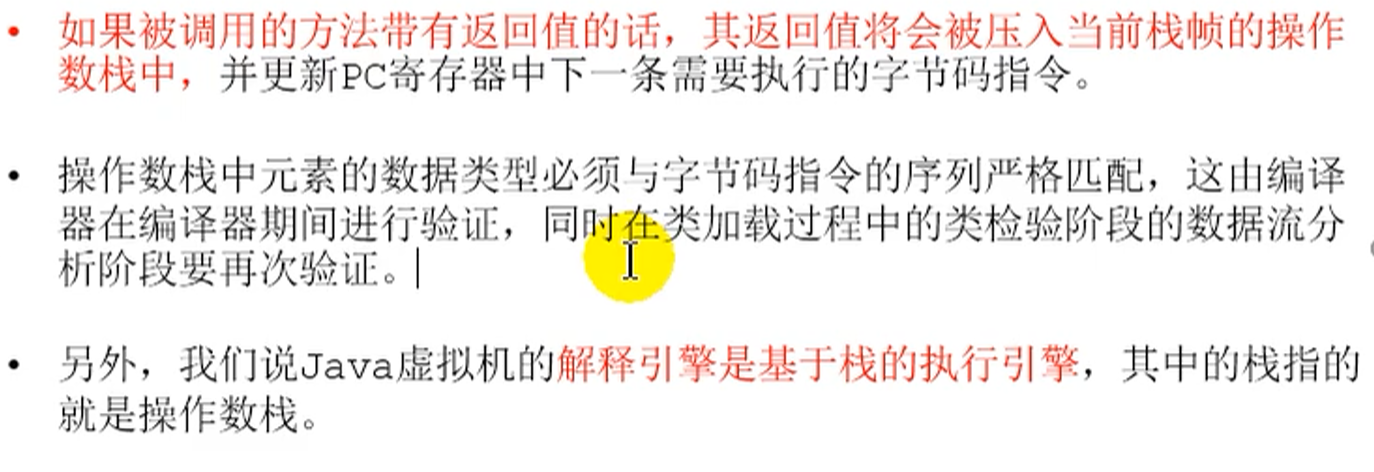 • 如果被调用的方法带有返回值的话，其返回值将会被压入当前栈帧的操作
数栈中，并更新PC寄存器中下一条需要执行的字节码指令。
• 操作数栈中元素的数据类型必须与字节码指令的序列严格匹配，这由编译
器在编译器期间进行验证，同时在类加载过程中的类检验阶段的数据流分
析阶段要再次验证。
• 另外，我们说Java虚拟机的解释引擎是基于栈的执行引擎，其中的栈指的
就是操作数栈。